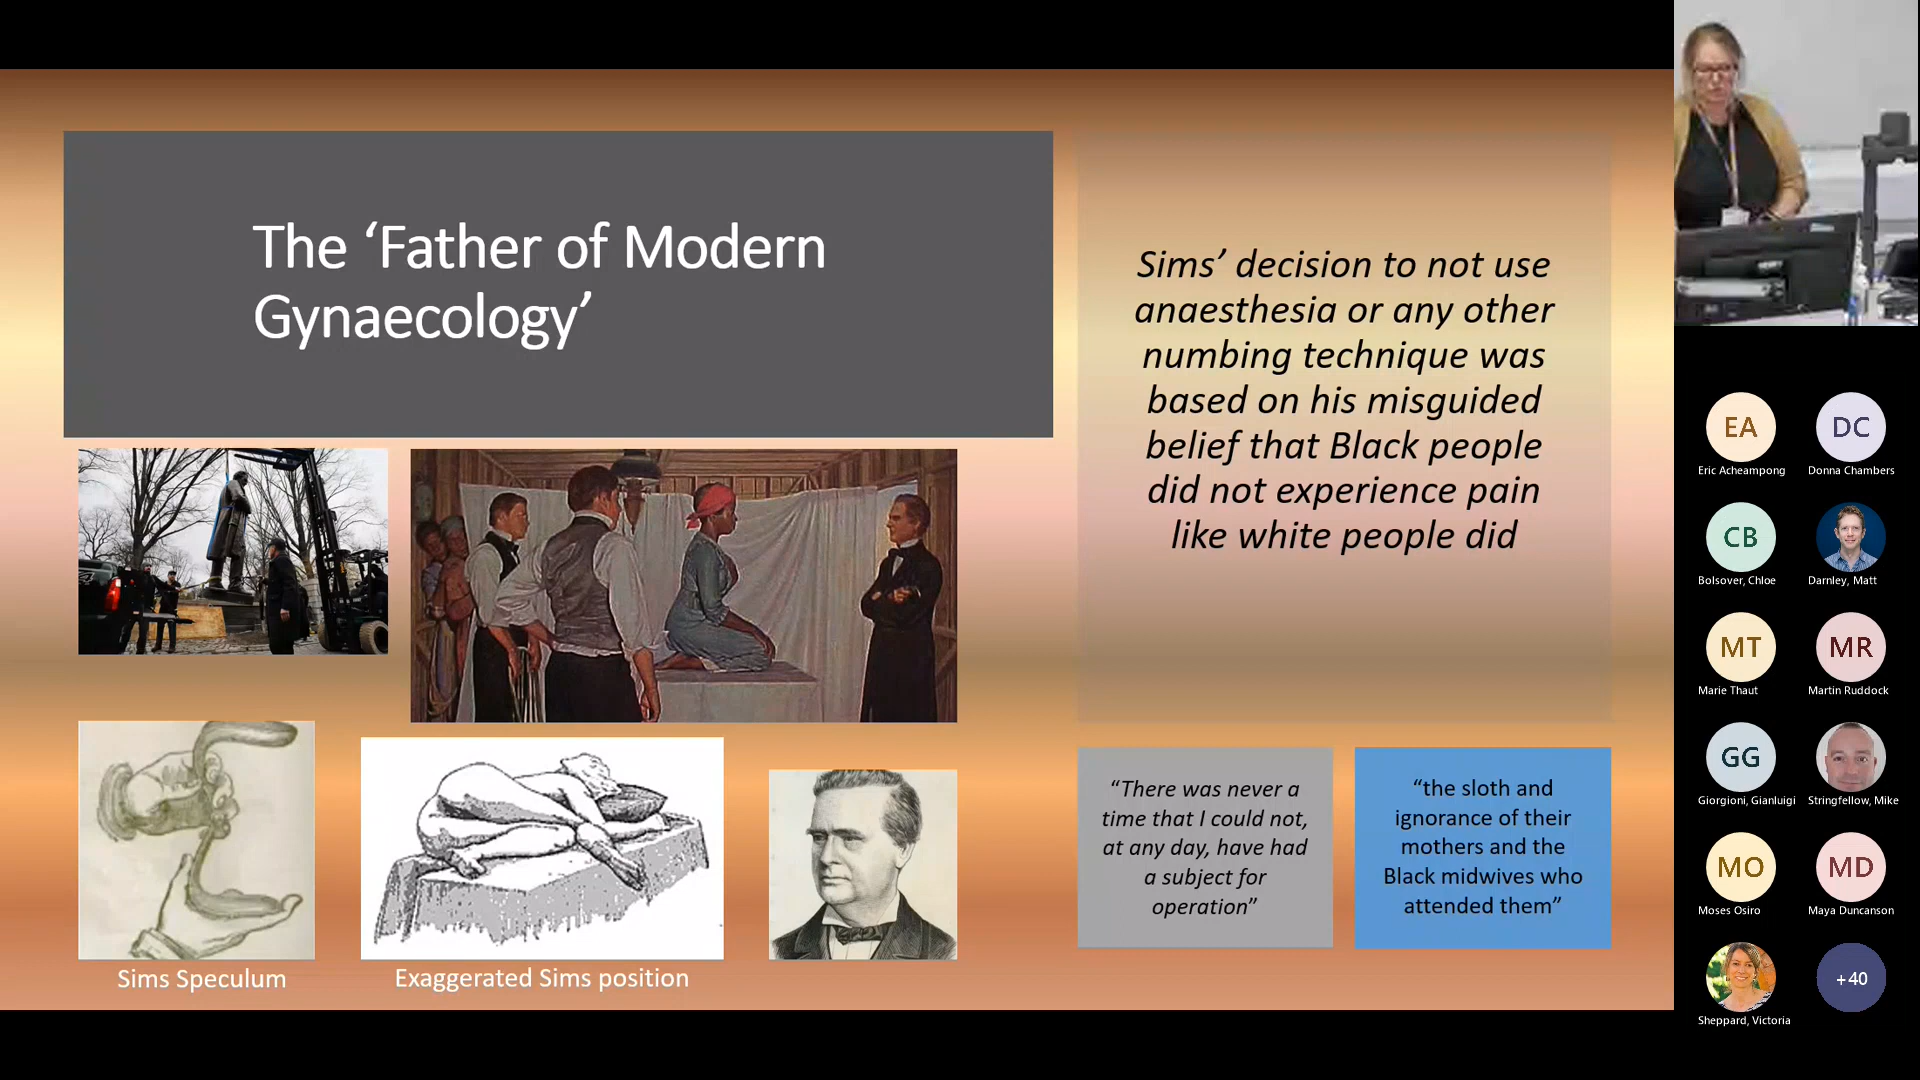 The ‘Father of Modern
Gynaecology’
Sims’ decision to not use
anaesthesia or any other
numbing technique was
based on his misguided
belief that Black people
did not experience pain
like white people did
“There was never a
time that I could not,
at any day, have had
a subject for
operation”
“the sloth and
ignorance of their
mothers and the
Black midwives who
attended them”
Sims Speculum
Exaggerated Sims position
EA
Eric Acheampong
DC
Donna Chambers
CB
Bolsover, Chloe
Darnley, Matt
MT
Marie Thaut
MR
Martin Ruddock
GG
Giorgioni, Gianluigi
Stringfellow, Mike
MO
Moses Osiro
MD
Maya Duncanson
Sheppard, Victoria
+40